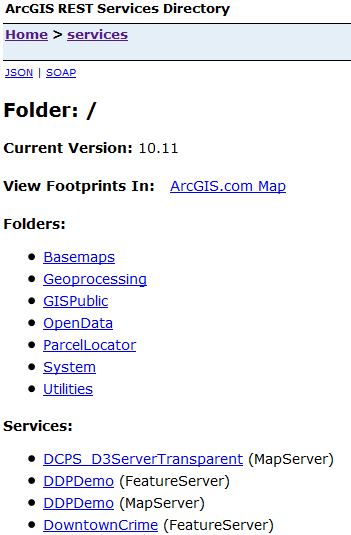 ArcGIS REST Services Directory
Home > services
JSON | SOAP
Folder: /
Current Version: 10.11
View Footprints In: ArcGIS.com Map
Folders:
Basemaps
Geoprocessing
GISPublic
OpenData
ParcelLocator
System
Utilities
Services:
DCPS_D3ServerTransparent (MapServer)
DDPDemo (FeatureServer)
DDPDemo (MapServer)
DowntownCrime (FeatureServer)